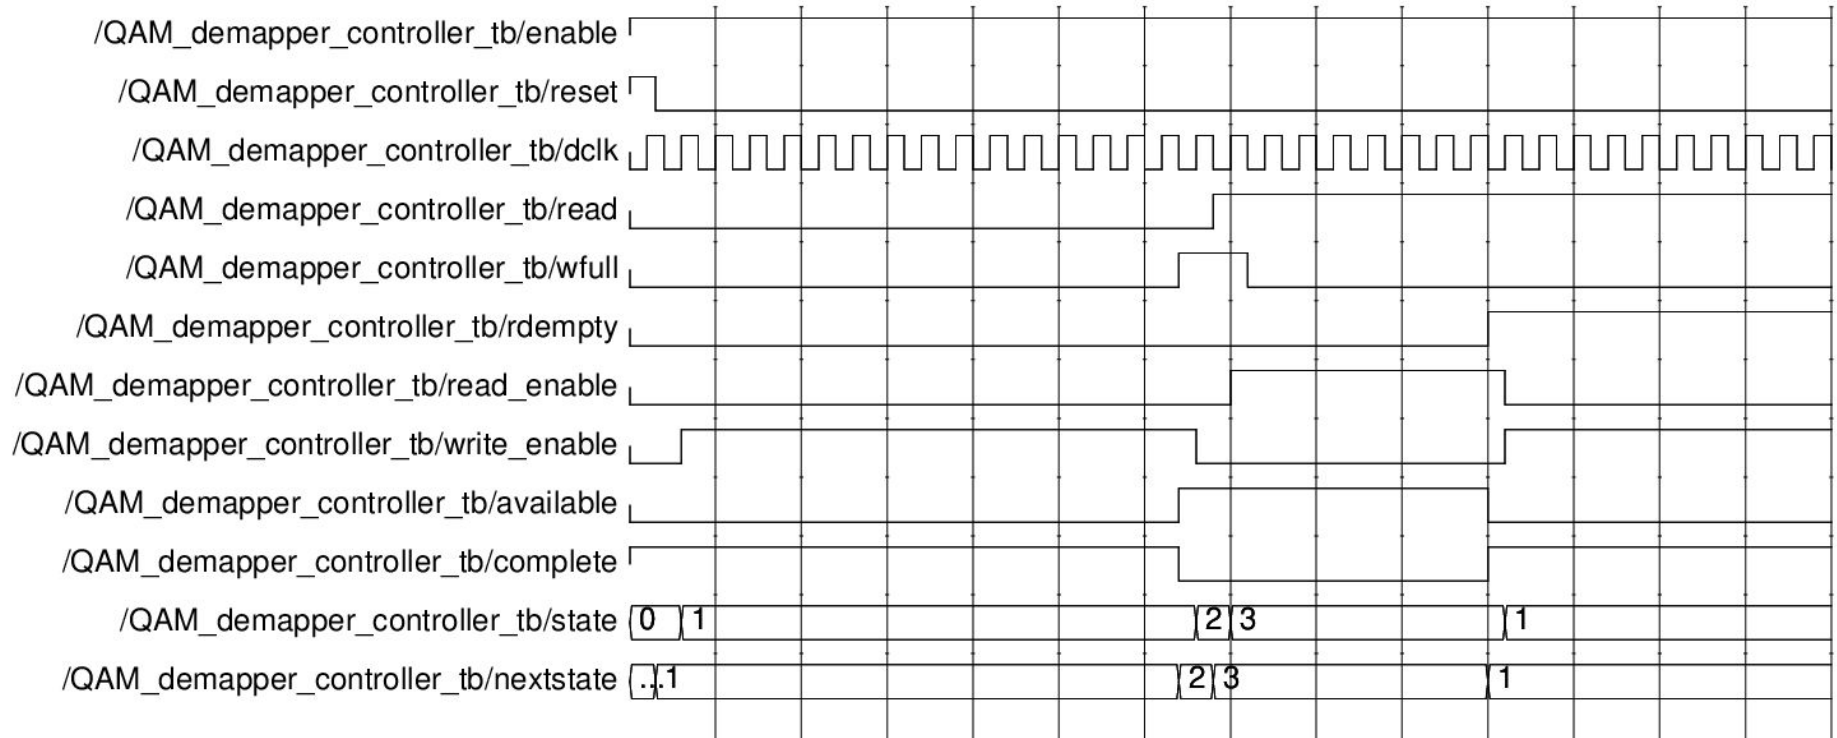 /QAM_demapper_controller_tb/enable
/QAM_demapper_controller_tb/reset
/QAM_demapper_controller_tb/dclk
/QAM_demapper_controller_tb/read
/QAM_demapper_controller_tb/wfull
/QAM_demapper_controller_tb/rdempty
/QAM_demapper_controller_tb/read_enable
/QAM_demapper_controller_tb/write_enable
/QAM_demapper_controller_tb/available
/QAM_demapper_controller_tb/complete
/QAM_demapper_controller_tb/state 0 1 2 3 1
/QAM_demapper_controller_tb/nextstate ... 1 2 3 1